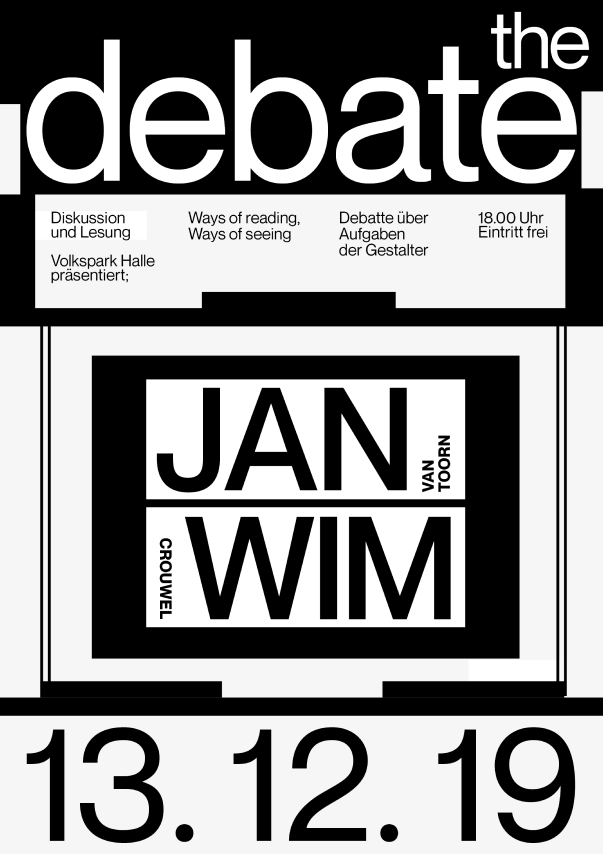 the
debate
Diskussion
und Lesung
Volkspark Halle
präsentiert;
Ways of reading,
Ways of seeing
Debatte über
Aufgaben
der Gestalter
18.00 Uhr
Eintritt frei
JAN
VAN
TOORN
CROUWEL
WIM
13. 12. 19